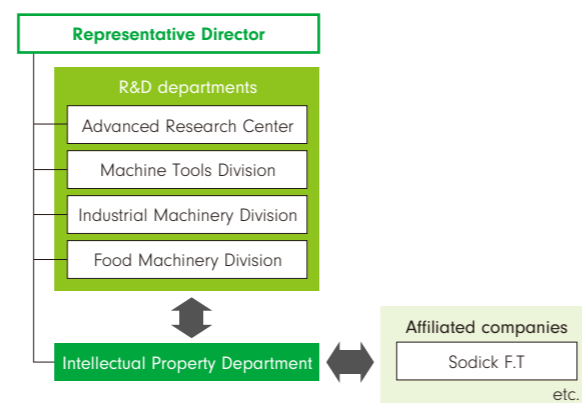 Representative Director
R&D departments
Advanced Research Center
Machine Tools Division
Industrial Machinery Division
Food Machinery Division
Intellectual Property Department
Affiliated companies
Sodick F.T
etc.